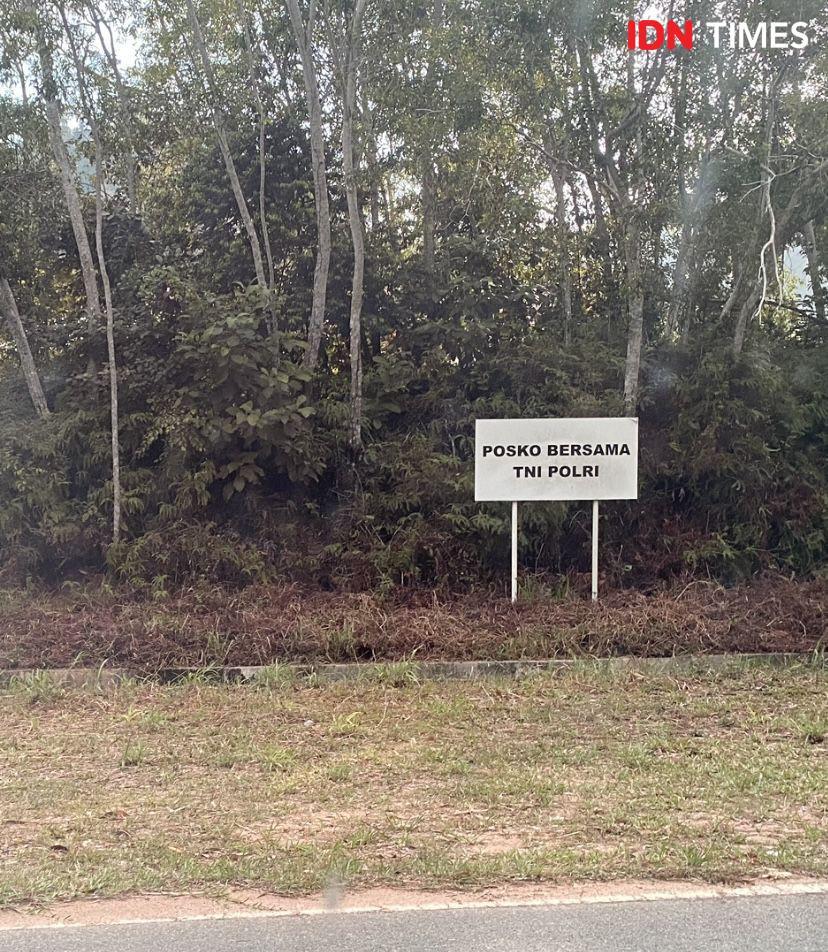 IDN TIMES
POSKO BERSAMA
TNI POLRI